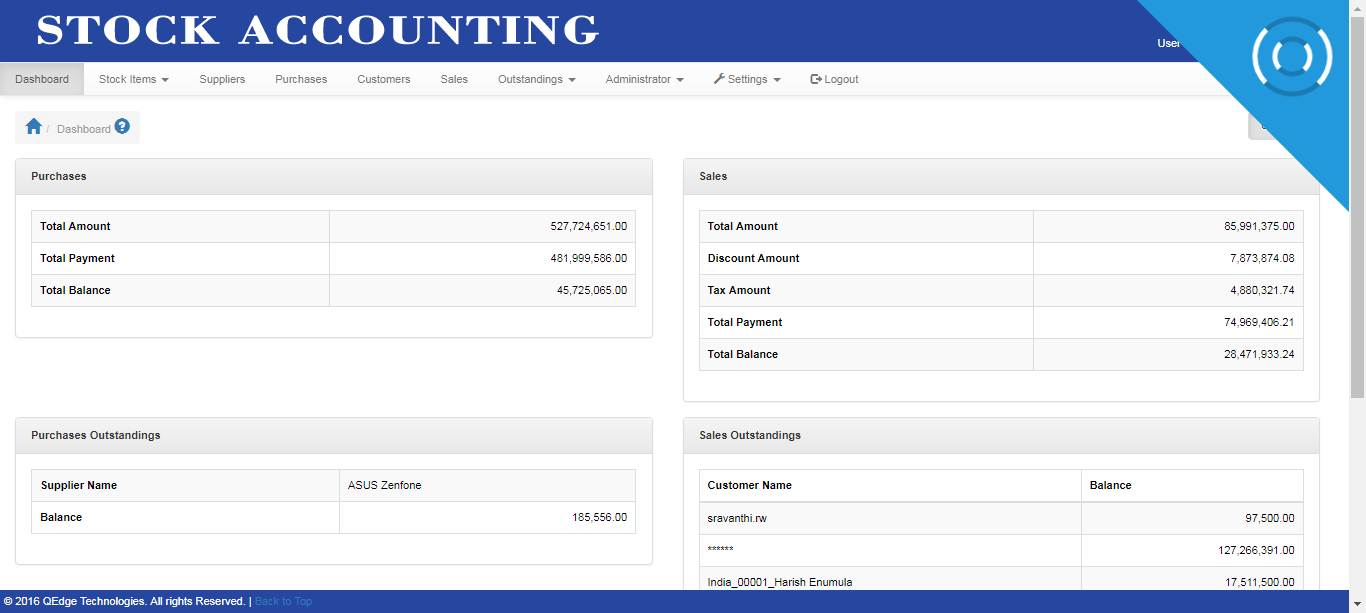 STOCK ACCOUNTING
User
Dashboard Stock Items Suppliers Purchases Customers Sales Outstandings Administrator Settings Logout
/ Dashboard ?
Purchases
Total Amount 527,724,651.00
Total Payment 481,999,586.00
Total Balance 45,725,065.00
Sales
Total Amount 85,991,375.00
Discount Amount 7,873,874.08
Tax Amount 4,880,321.74
Total Payment 74,969,406.21
Total Balance 28,471,933.24
Purchases Outstandings
Supplier Name ASUS Zenfone
Balance 185,556.00
Sales Outstandings
Customer Name Balance
sravanthi.rw 97,500.00
****** 127,266,391.00
India_00001_Harish Enumula 17,511,500.00
© 2016 QEdge Technologies. All rights Reserved. | Back to Top